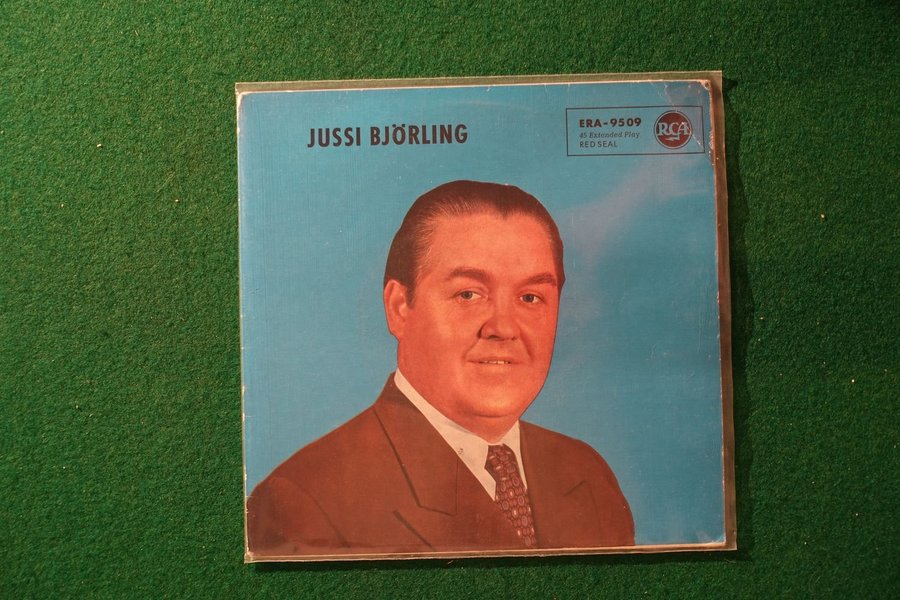 JUSSI BJÖRLING
ERA-9509
45 Extended Play
RED SEAL
RCA